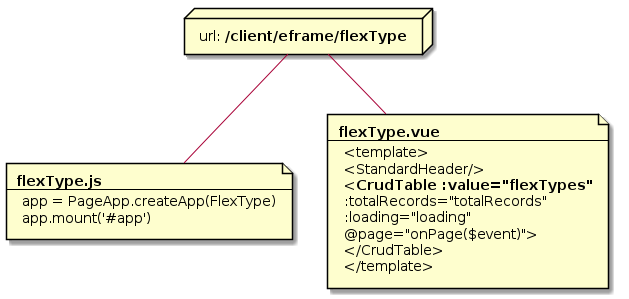 url: /client/eframe/flexType
flexType.js
app = PageApp.createApp(FlexType)
app.mount('#app')
flexType.vue
<template>
<StandardHeader/>
<CrudTable :value="flexTypes"
:totalRecords="totalRecords"
:loading="loading"
@page="onPage($event)">
</CrudTable>
</template>